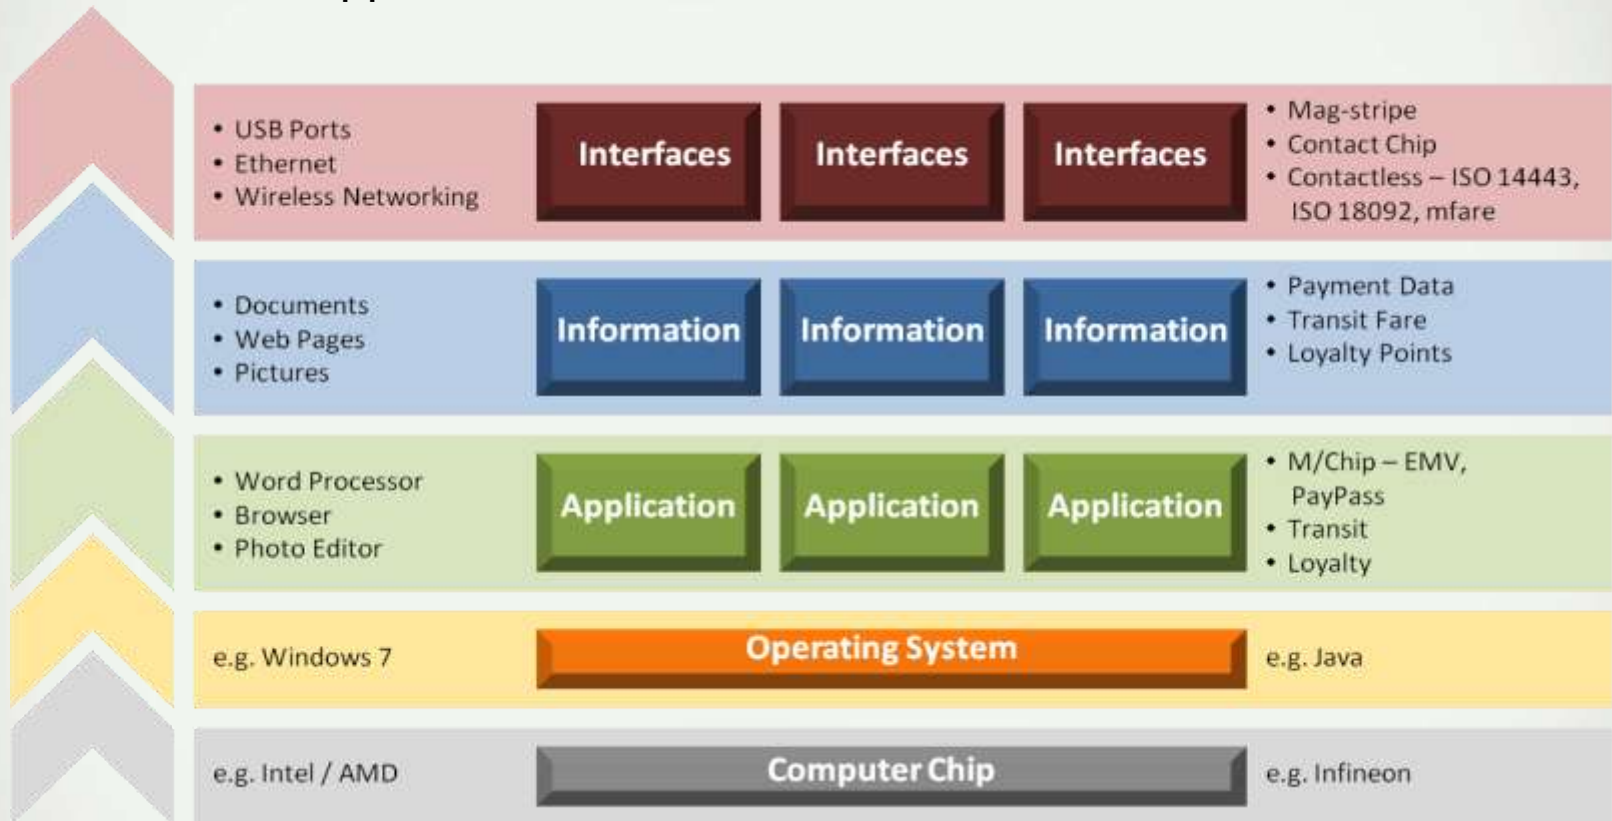 • USB Ports
• Ethernet
• Wireless Networking
Interfaces
Interfaces
Interfaces
• Mag-stripe
• Contact Chip
• Contactless – ISO 14443,
ISO 18092, mfare
• Documents
• Web Pages
• Pictures
Information
Information
Information
• Payment Data
• Transit Fare
• Loyalty Points
• Word Processor
• Browser
• Photo Editor
Application
Application
Application
• M/Chip – EMV,
PayPass
• Transit
• Loyalty
e.g. Windows 7
Operating System
e.g. Java
e.g. Intel / AMD
Computer Chip
e.g. Infineon